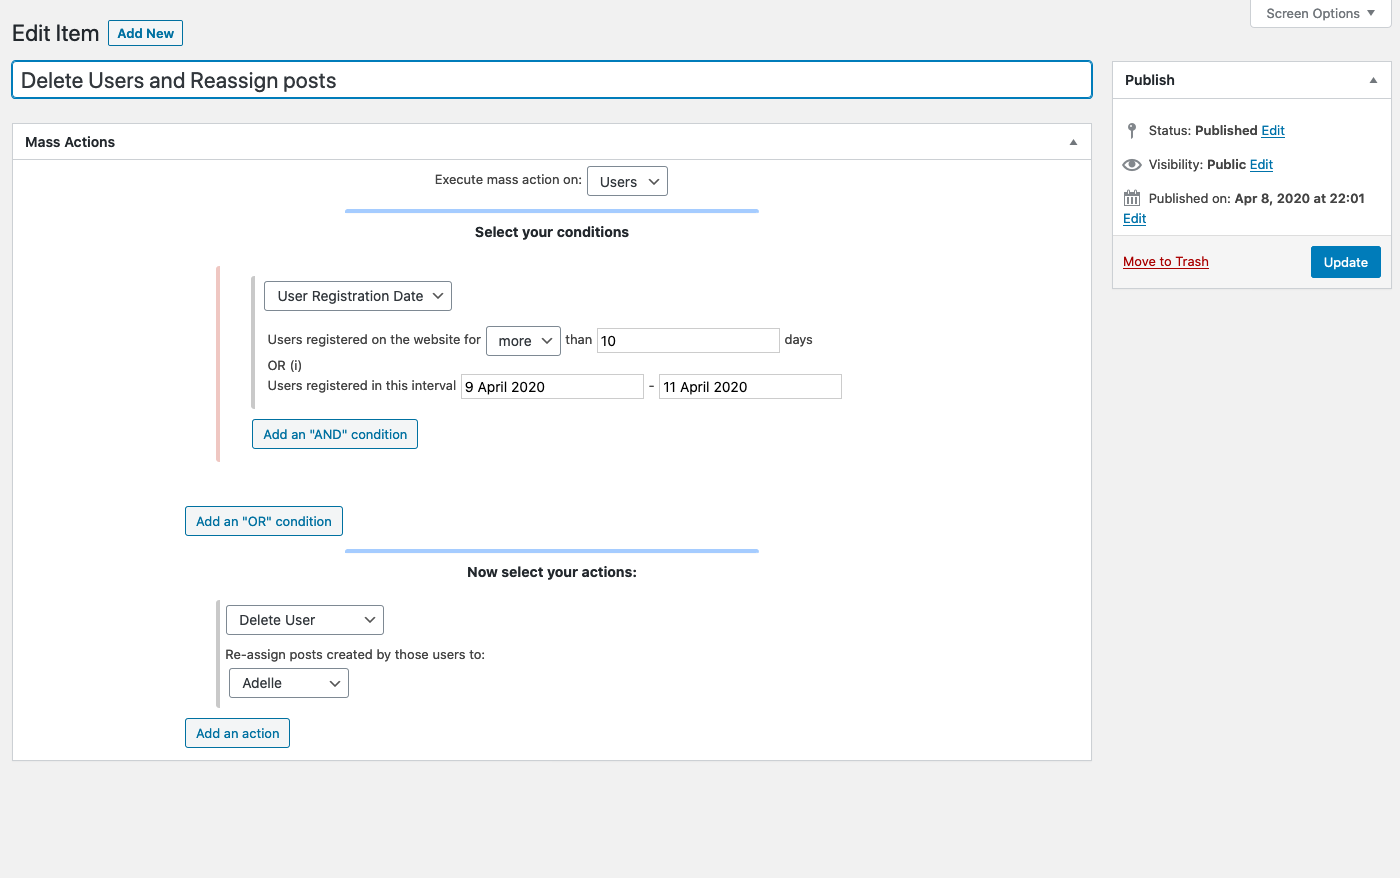 Screen Options
Edit Item Add New
Delete Users and Reassign posts
Mass Actions
Execute mass action on: Users
Select your conditions
User Registration Date
Users registered on the website for more than 10 days
OR (i)
Users registered in this interval 9 April 2020 - 11 April 2020
Add an "AND" condition
Add an "OR" condition
Now select your actions:
Delete User
Re-assign posts created by those users to:
Adelle
Add an action
Publish
Status: Published Edit
Visibility: Public Edit
Published on: Apr 8, 2020 at 22:01
Edit
Move to Trash Update